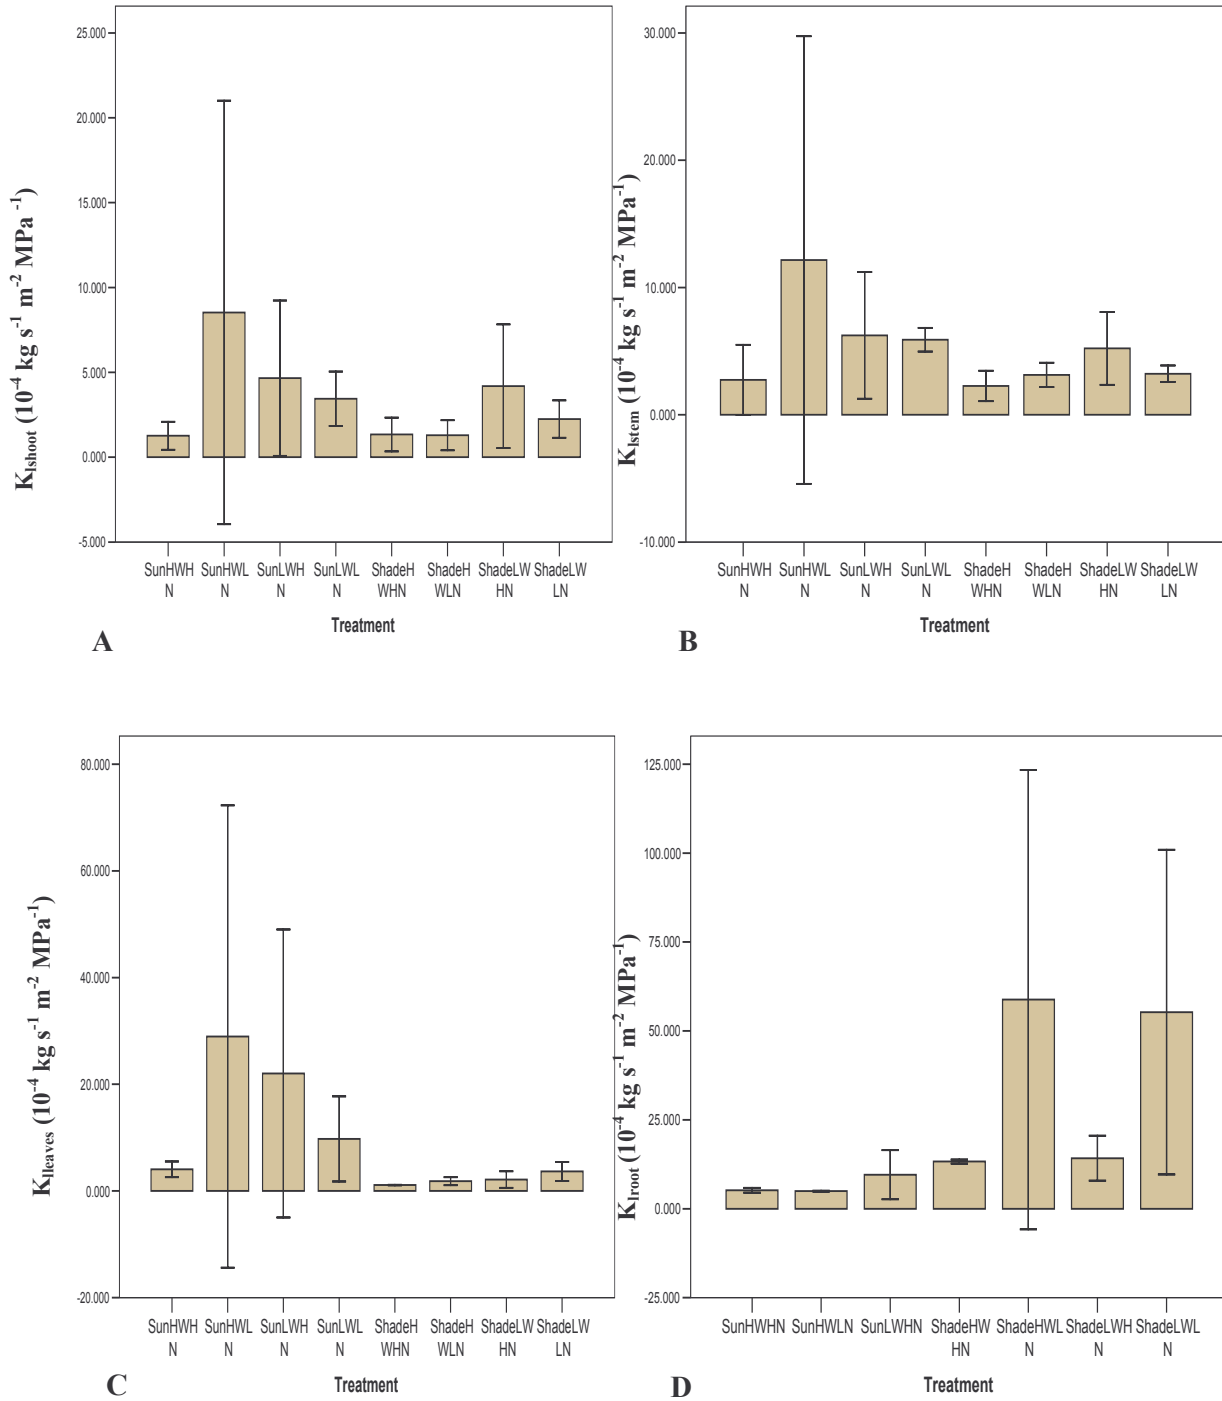 25.000
20.000
15.000
10.000
5.000
0.000
-5.000
K_lshoot (10^-4 kg s^-1 m^-2 MPa^-1)
SunHWH N
SunHWL N
SunLWH N
SunLWL N
ShadeH WHN
ShadeH WLN
ShadeLW HN
ShadeLW LN
Treatment
A
30.000
20.000
10.000
0.000
-10.000
K_lstem (10^-4 kg s^-1 m^-2 MPa^-1)
SunHWH N
SunHWL N
SunLWH N
SunLWL N
ShadeH WHN
ShadeH WLN
ShadeLW HN
ShadeLW LN
Treatment
B
80.000
60.000
40.000
20.000
0.000
-20.000
K_lleaves (10^-4 kg s^-1 m^-2 MPa^-1)
SunHWH N
SunHWL N
SunLWH N
SunLWL N
ShadeH WHN
ShadeH WLN
ShadeLW HN
ShadeLW LN
Treatment
C
125.000
100.000
75.000
50.000
25.000
0.000
-25.000
K_lroot (10^-4 kg s^-1 m^-2 MPa^-1)
SunHWHN
SunHWLN
SunLWHN
ShadeHW HN
ShadeHWL N
ShadeLWH N
ShadeLWL N
Treatment
D